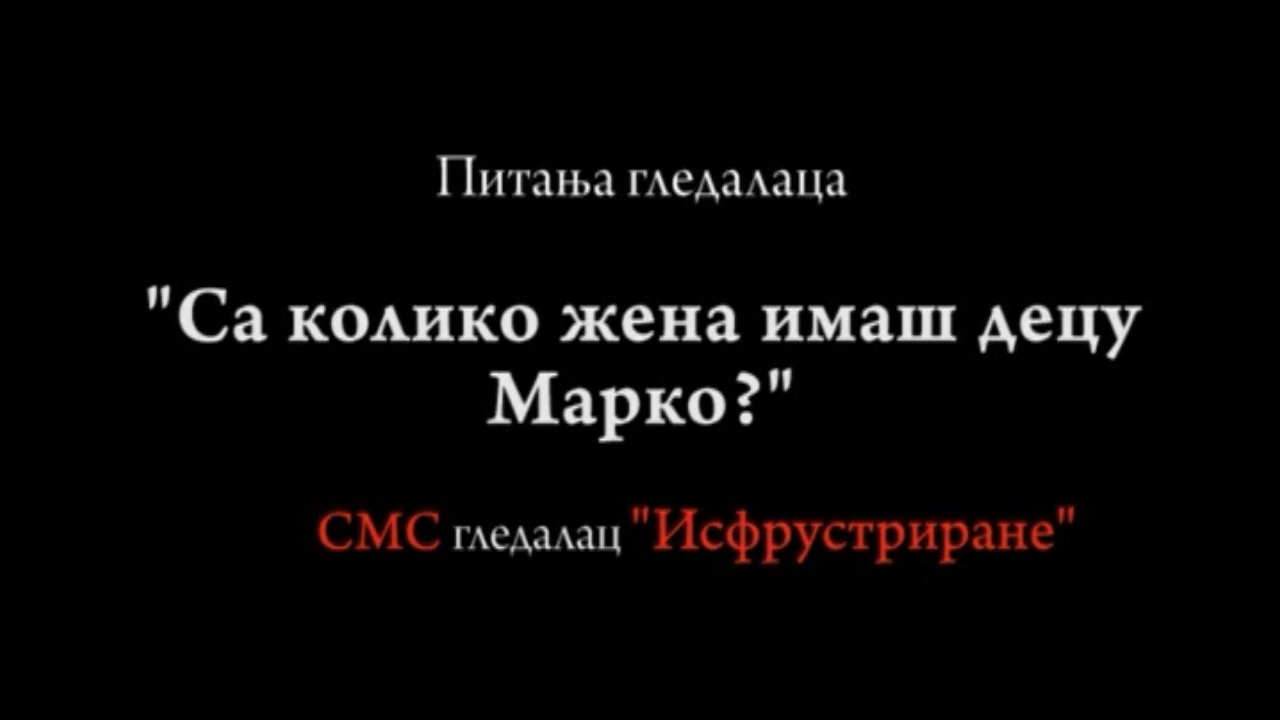 Питања гледалаца
"Са колико жена имаш децу
Марко?"
СМС гледалац "Исфрустриране"